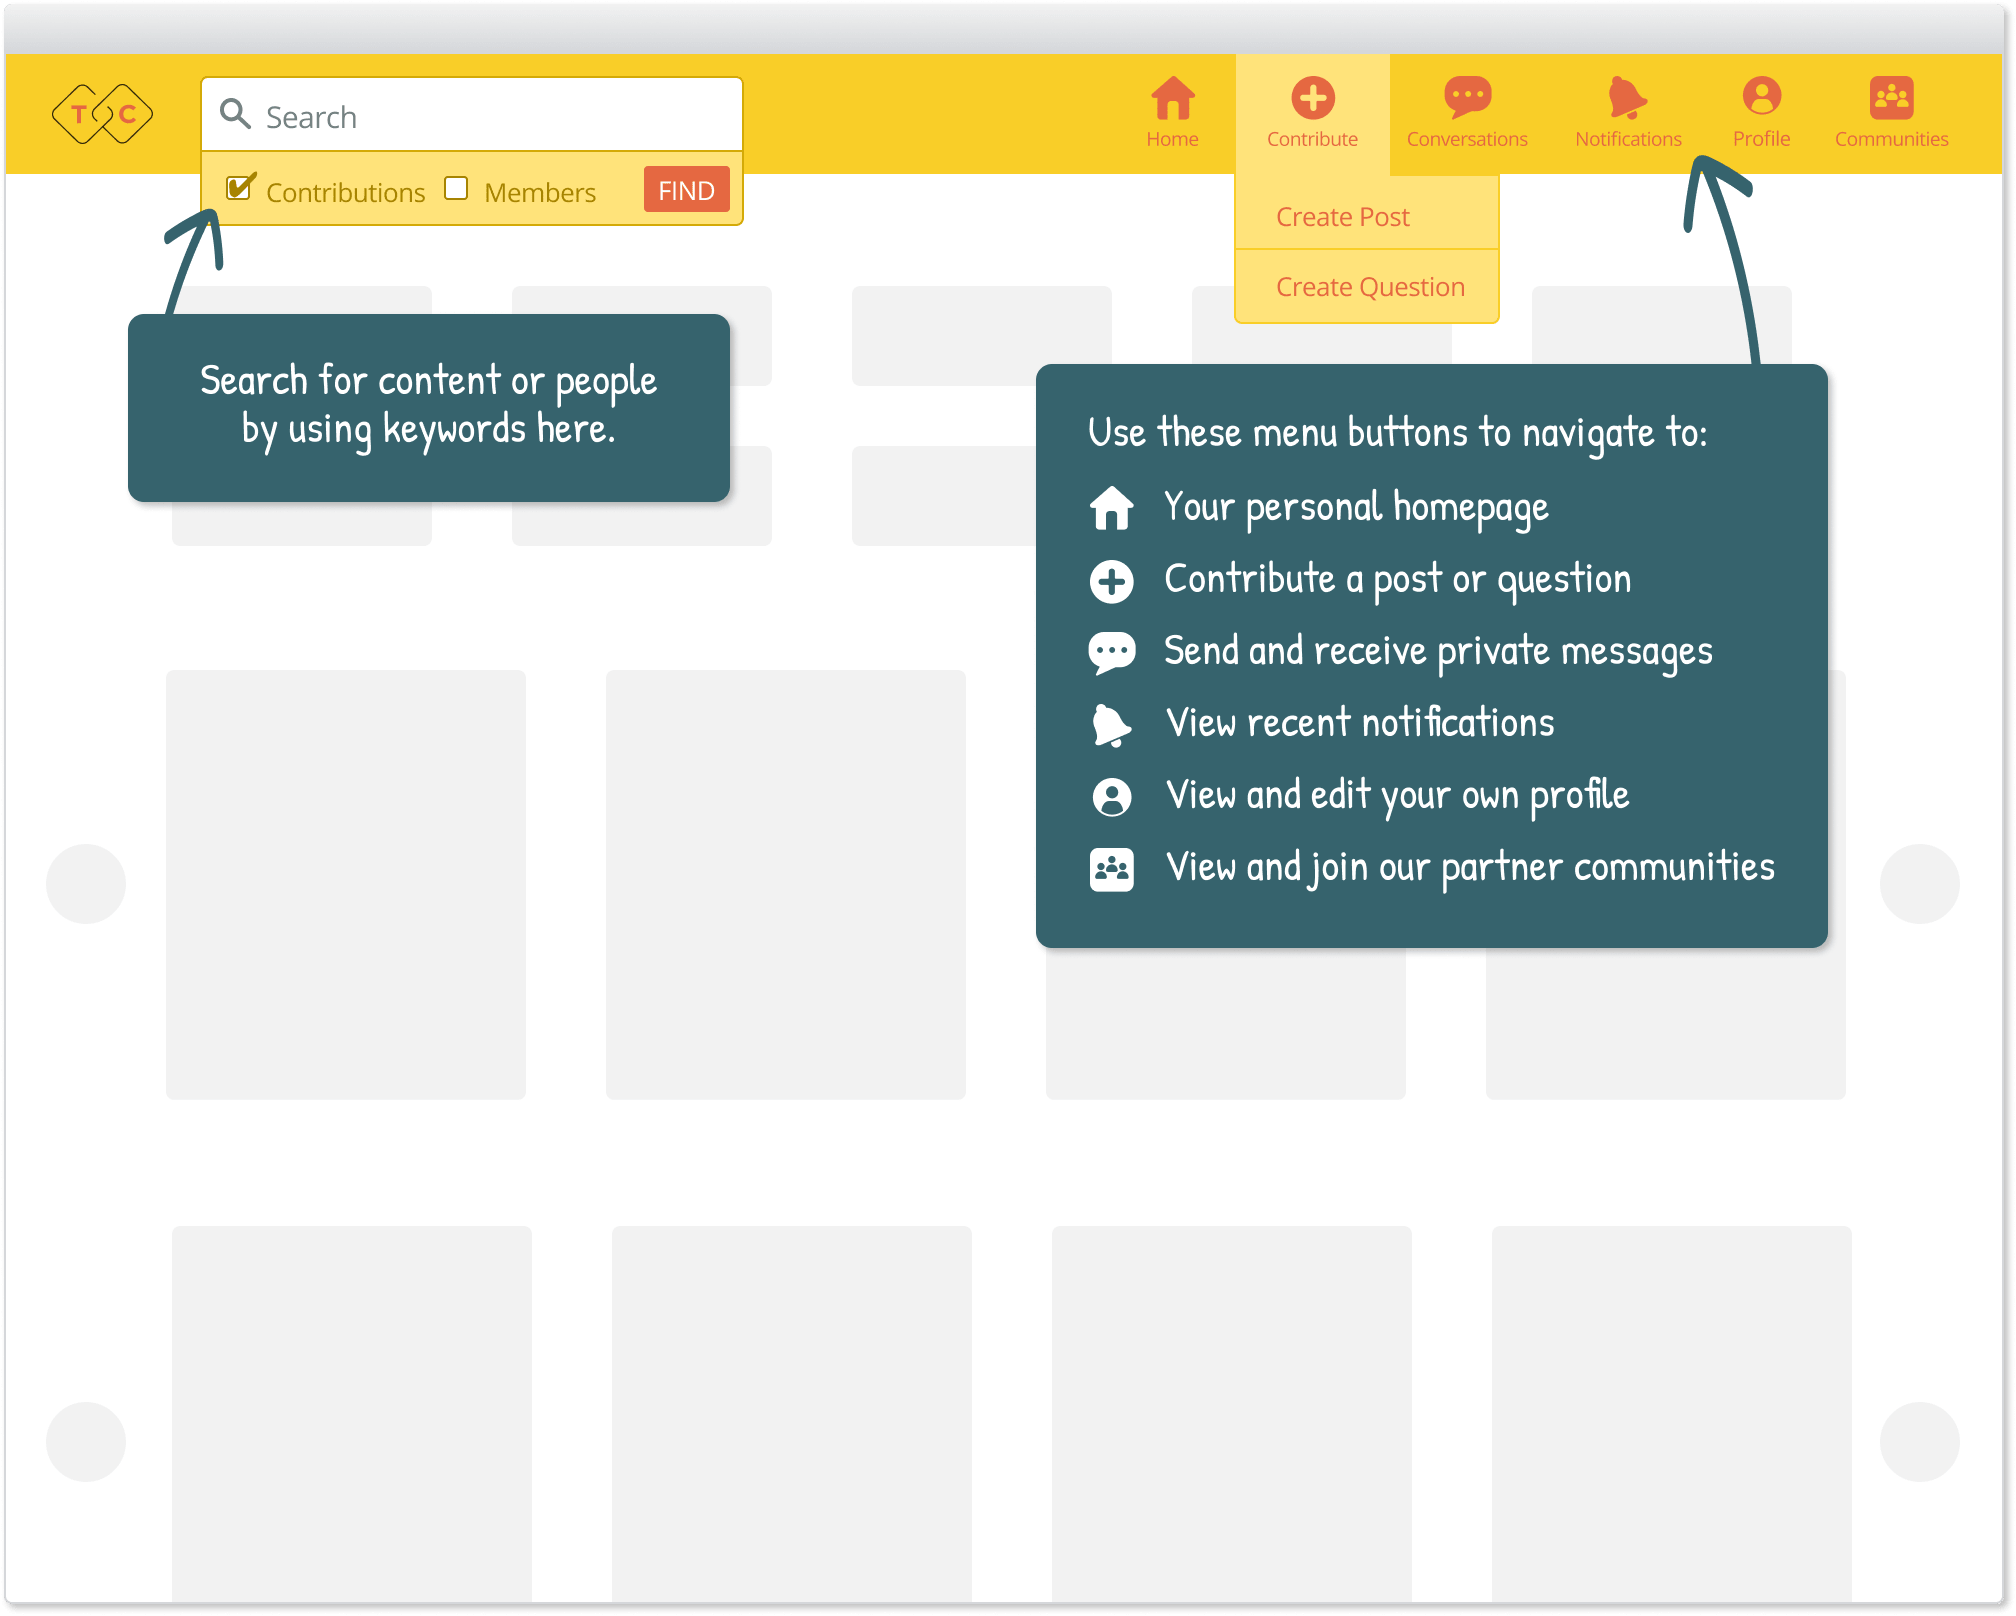 T C
Search
Contributions Members FIND
Home Contribute Conversations Notifications Profile Communities
Create Post
Create Question
Search for content or people
by using keywords here.
Use these menu buttons to navigate to:
Your personal homepage
Contribute a post or question
Send and receive private messages
View recent notifications
View and edit your own profile
View and join our partner communities